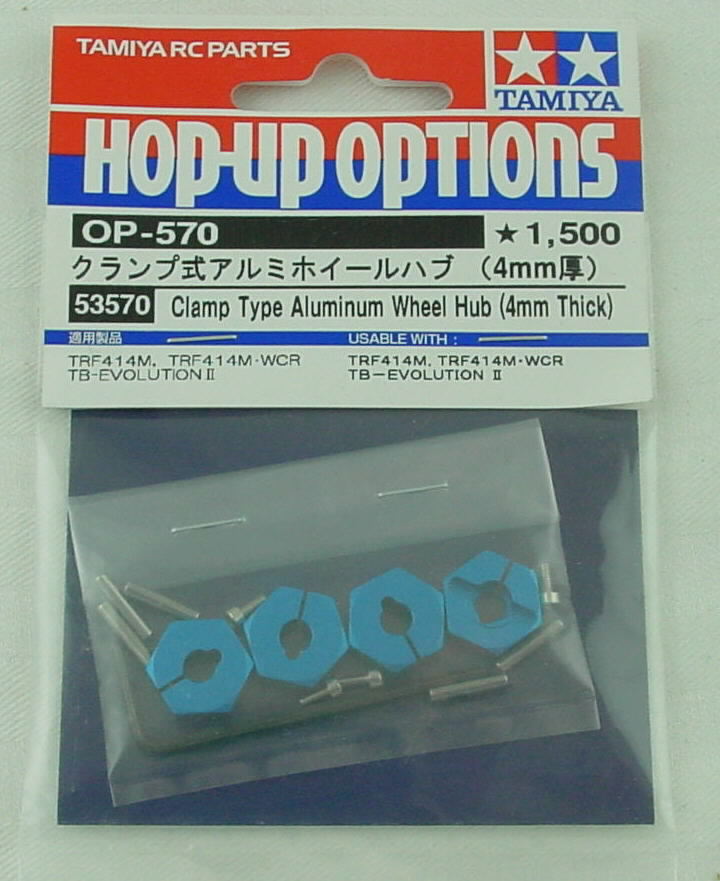 TAMIYA RC PARTS
TAMIYA
HOP-UP OPTIONS
OP-570 ★1,500
クランプ式アルミホイールハブ (4mm厚)
53570 Clamp Type Aluminum Wheel Hub (4mm Thick)
適用製品
TRF414M, TRF414M・WCR
TB-EVOLUTION II
USABLE WITH :
TRF414M, TRF414M・WCR
TB-EVOLUTION II